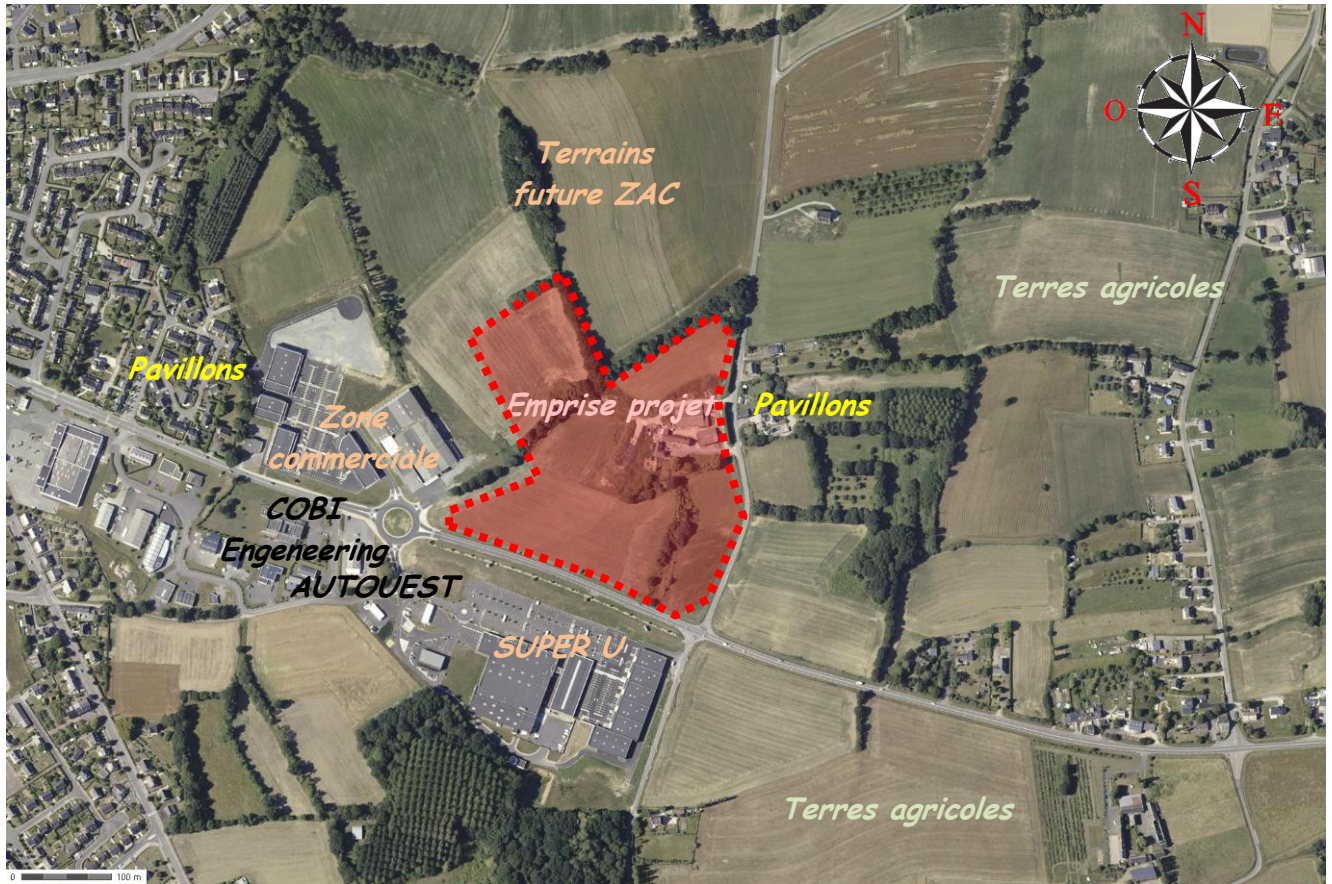 N
O
E
S
Terrains
future ZAC
Terres agricoles
Pavillons
Emprise projet
Pavillons
Zone
commerciale
COBI
Engeneering
AUTOUEST
SUPER U
Terres agricoles
0 100 m